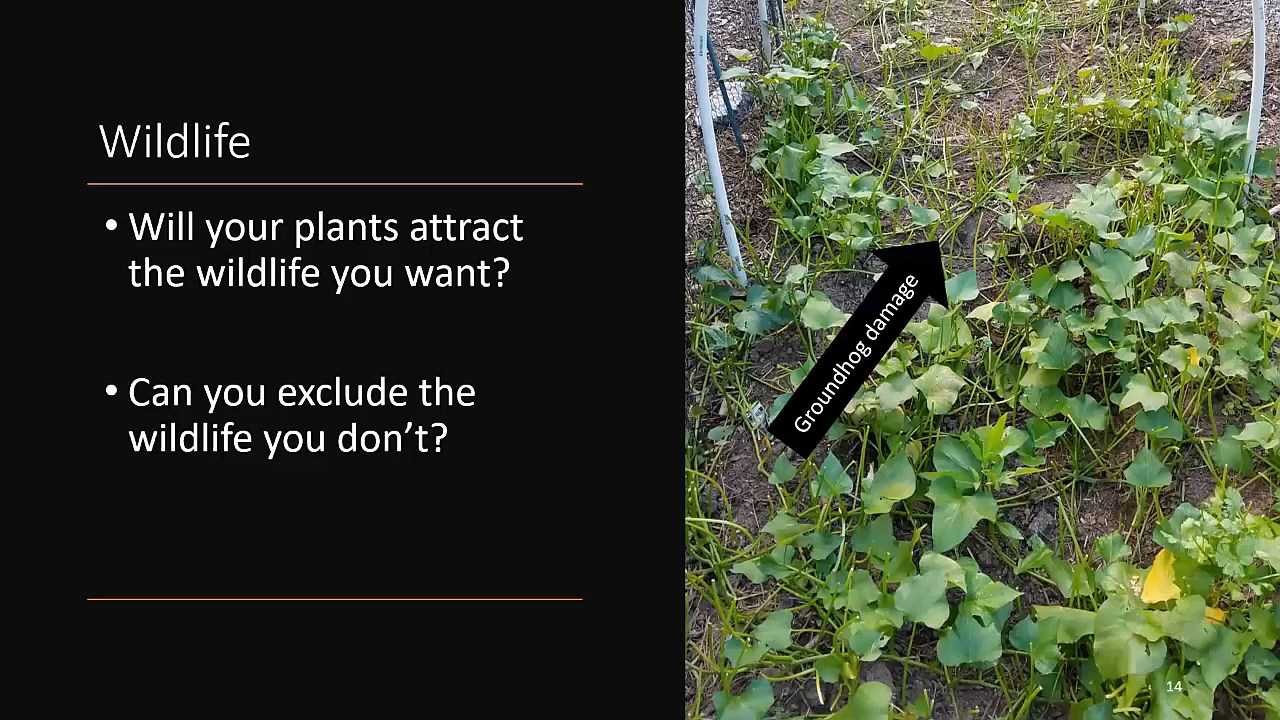 Wildlife
• Will your plants attract
the wildlife you want?
• Can you exclude the
wildlife you don’t?
Groundhog damage
14